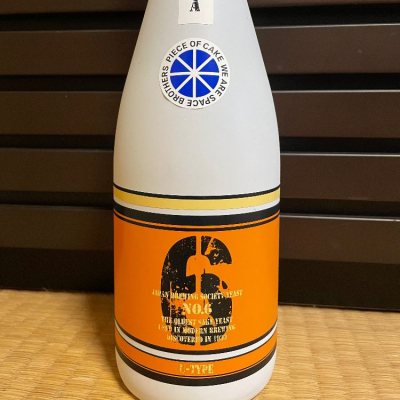 A
PIECE OF CAKE WE ARE SPACE BROTHERS
6
JAPAN BREWING SOCIETY YEAST
NO.6
THE OLDEST SAKE YEAST
USED IN MODERN BREWING
DISCOVERED IN
-TYPE